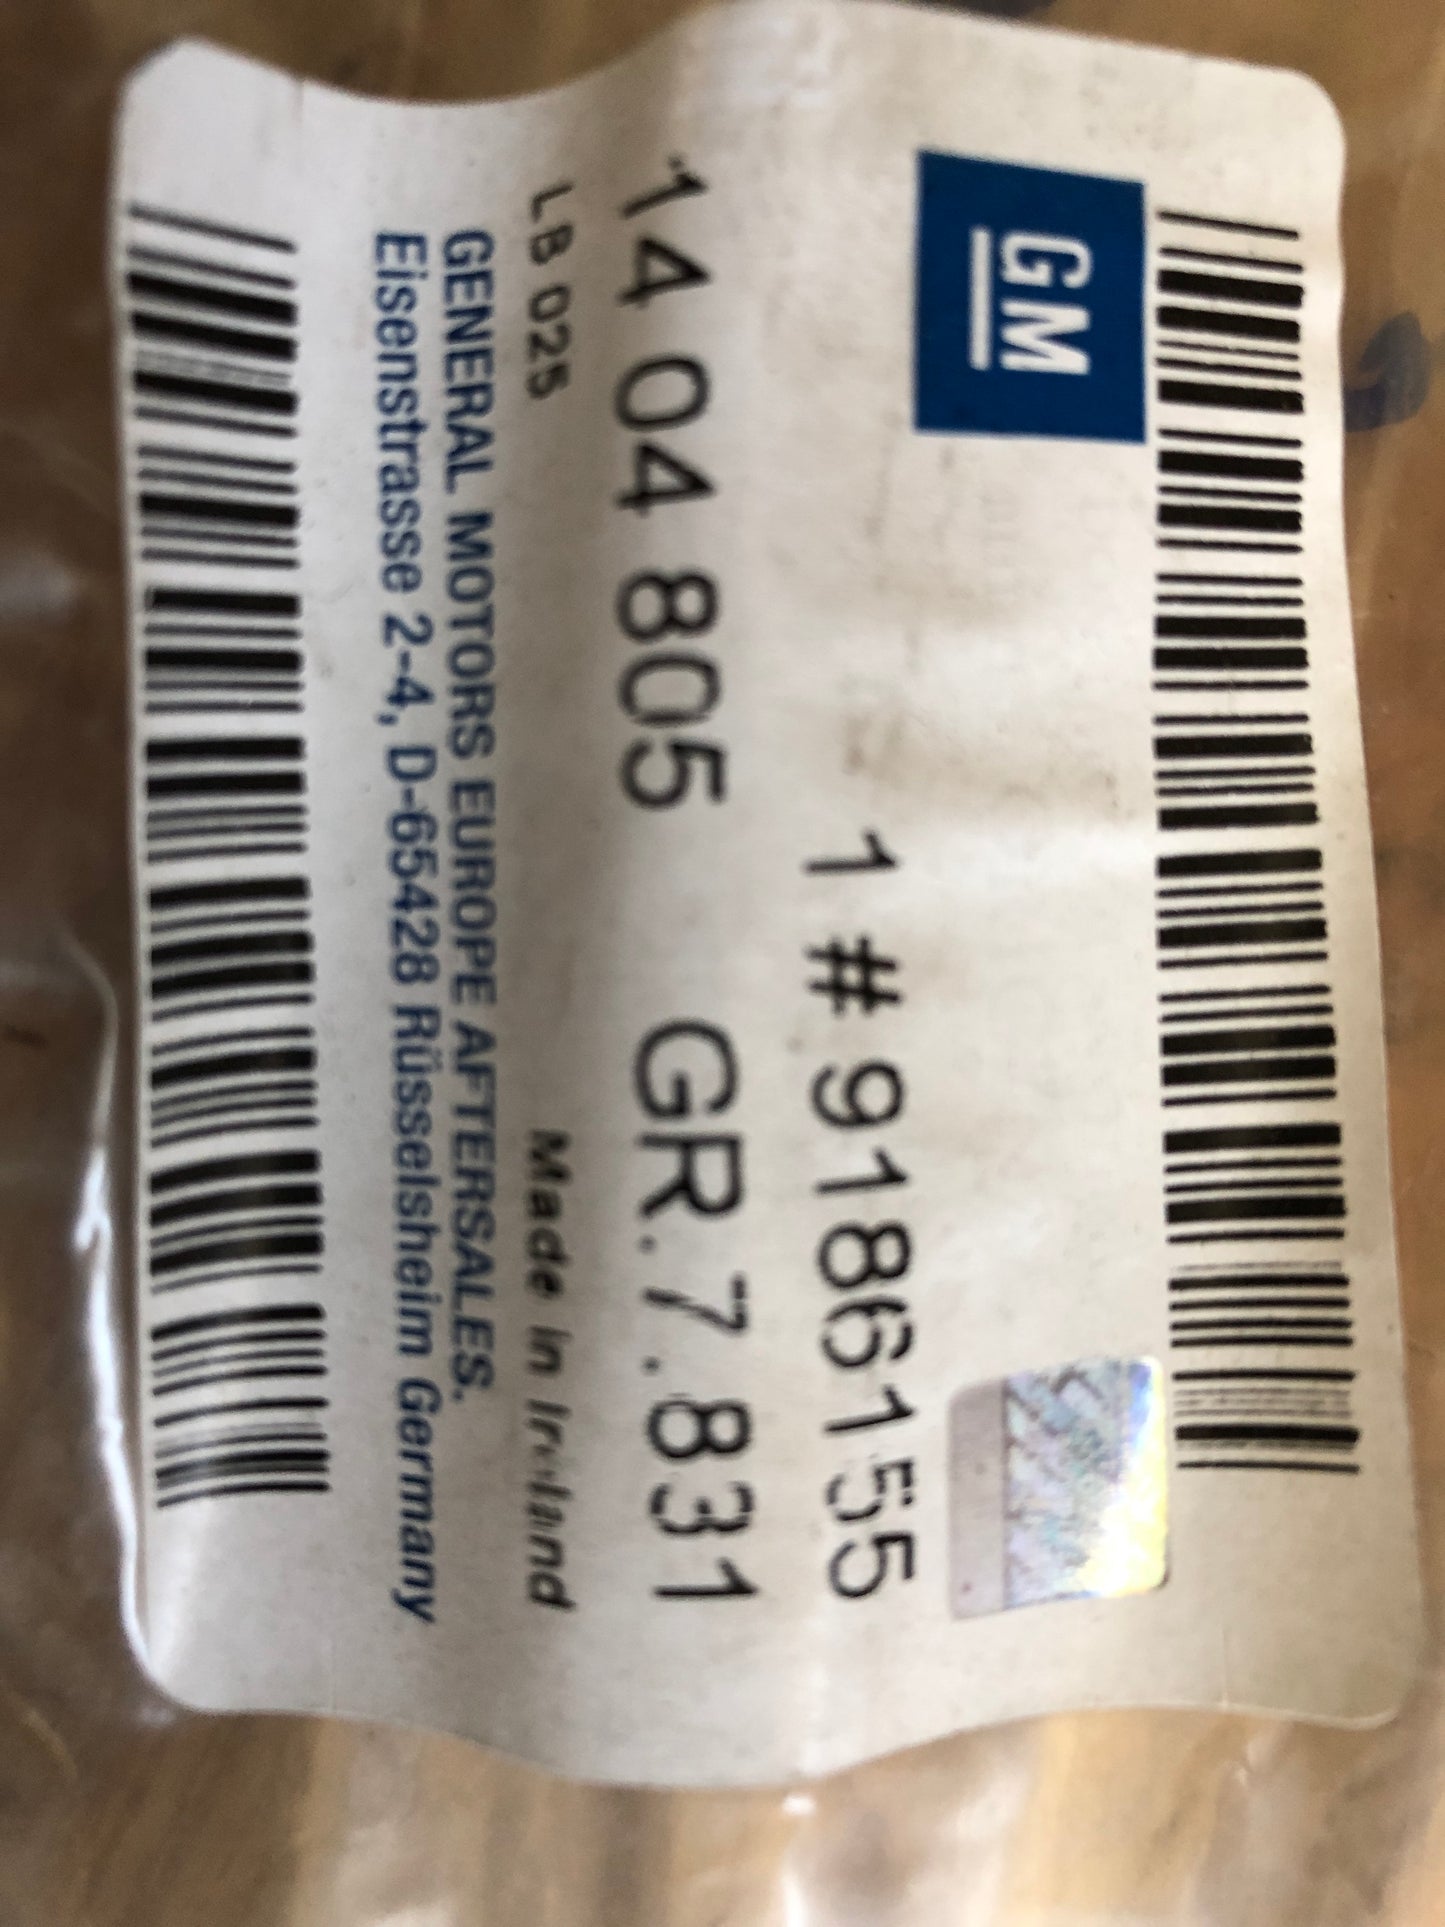 GM
1 # 9186155
14 04 805 GR.7.831
LB 025 Made in Ireland
GENERAL MOTORS EUROPE AFTERSALES.
Eisenstrasse 2-4, D-65428 Rüsselsheim Germany